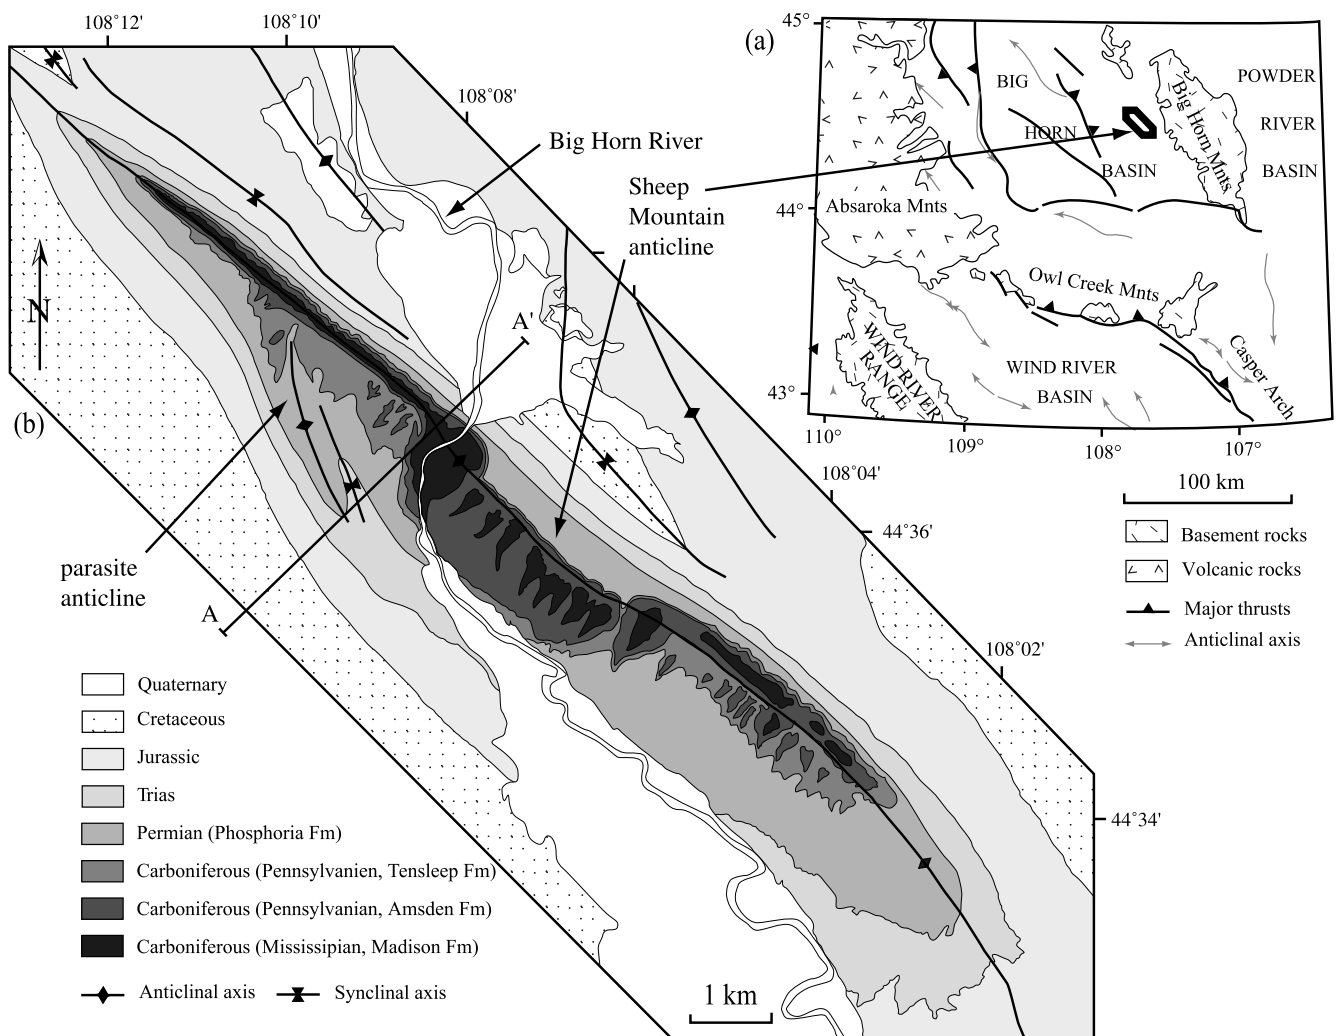 108°12'
108°10'
108°08'
Big Horn River
Sheep
Mountain
anticline
N
A'
(b)
parasite
anticline
A
108°04'
44°36'
108°02'
44°34'
Quaternary
Cretaceous
Jurassic
Trias
Permian (Phosphoria Fm)
Carboniferous (Pennsylvanien, Tensleep Fm)
Carboniferous (Pennsylvanian, Amsden Fm)
Carboniferous (Mississipian, Madison Fm)
Anticlinal axis
Synclinal axis
1 km
(a)
45°
44°
43°
110°
109°
108°
107°
BIG
HORN
BASIN
Big Horn Mnts
POWDER
RIVER
BASIN
Absaroka Mnts
Owl Creek Mnts
WIND RIVER
RANGE
WIND RIVER
BASIN
Casper Arch
100 km
Basement rocks
Volcanic rocks
Major thrusts
Anticlinal axis